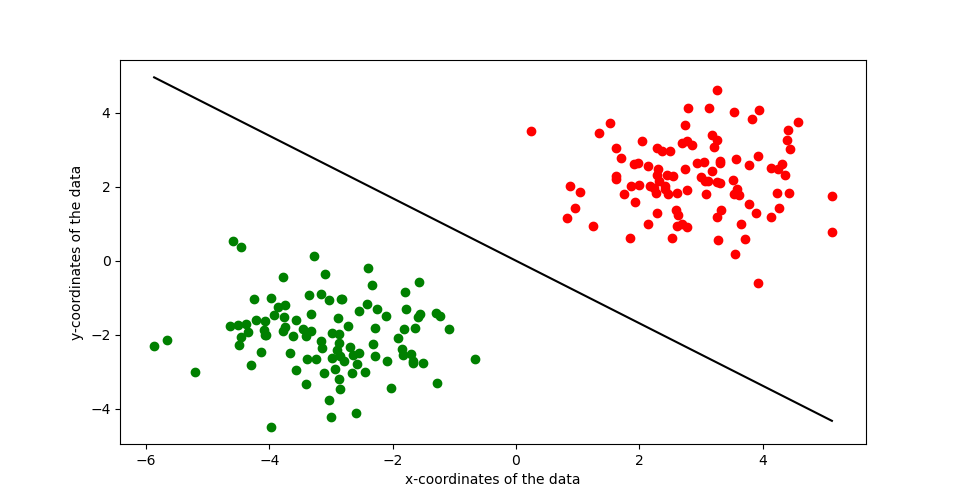 4
2
0
−2
−4
y-coordinates of the data
−6 −4 −2 0 2 4
x-coordinates of the data